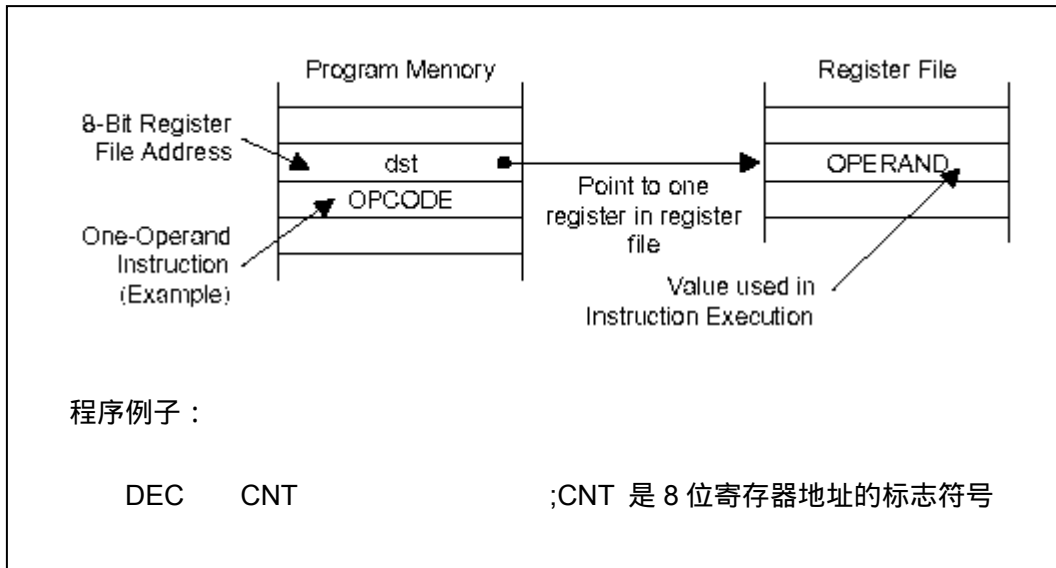 Program Memory
Register File
8-Bit Register
File Address
dst
OPERAND
OPCODE
Point to one
register in register
file
One-Operand
Instruction
(Example)
Value used in
Instruction Execution
程序例子：
DEC CNT ;CNT 是 8 位寄存器地址的标志符号